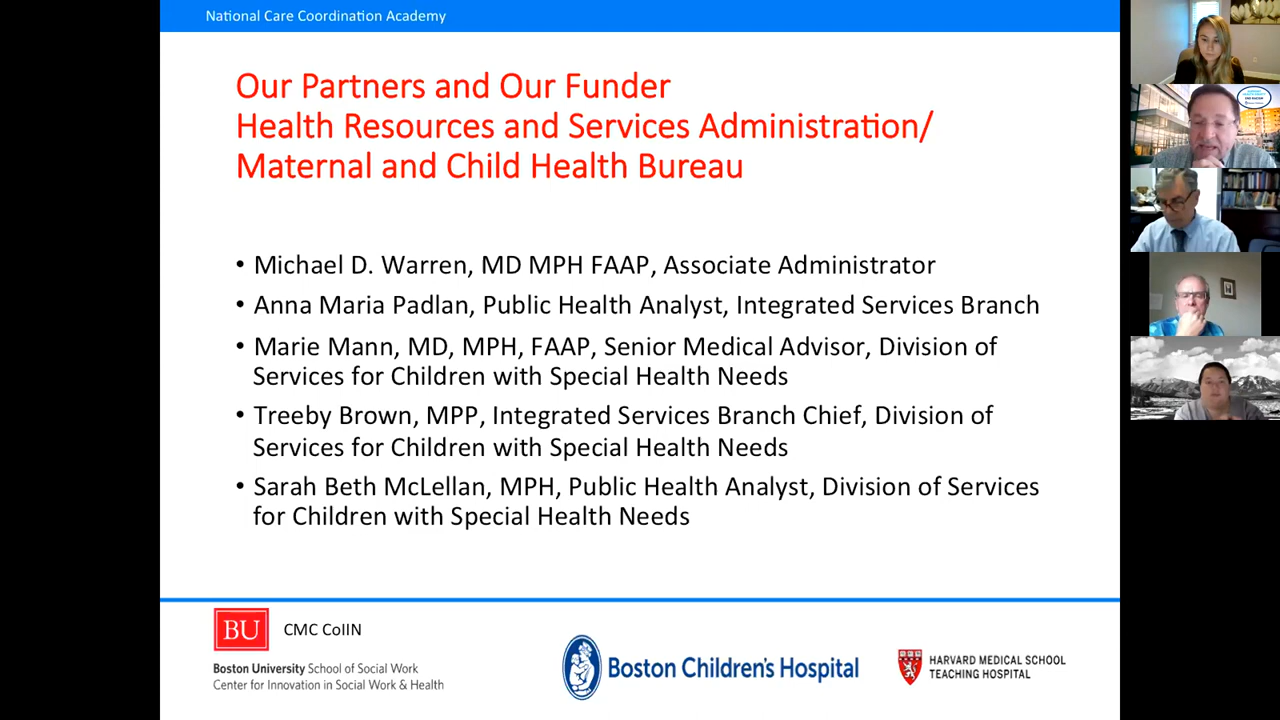 National Care Coordination Academy
Our Partners and Our Funder
Health Resources and Services Administration/
Maternal and Child Health Bureau
• Michael D. Warren, MD MPH FAAP, Associate Administrator
• Anna Maria Padlan, Public Health Analyst, Integrated Services Branch
• Marie Mann, MD, MPH, FAAP, Senior Medical Advisor, Division of
Services for Children with Special Health Needs
• Treeby Brown, MPP, Integrated Services Branch Chief, Division of
Services for Children with Special Health Needs
• Sarah Beth McLellan, MPH, Public Health Analyst, Division of Services
for Children with Special Health Needs
BU
CMC CoIIN
Boston University School of Social Work
Center for Innovation in Social Work & Health
Boston Children's Hospital
HARVARD MEDICAL SCHOOL
TEACHING HOSPITAL